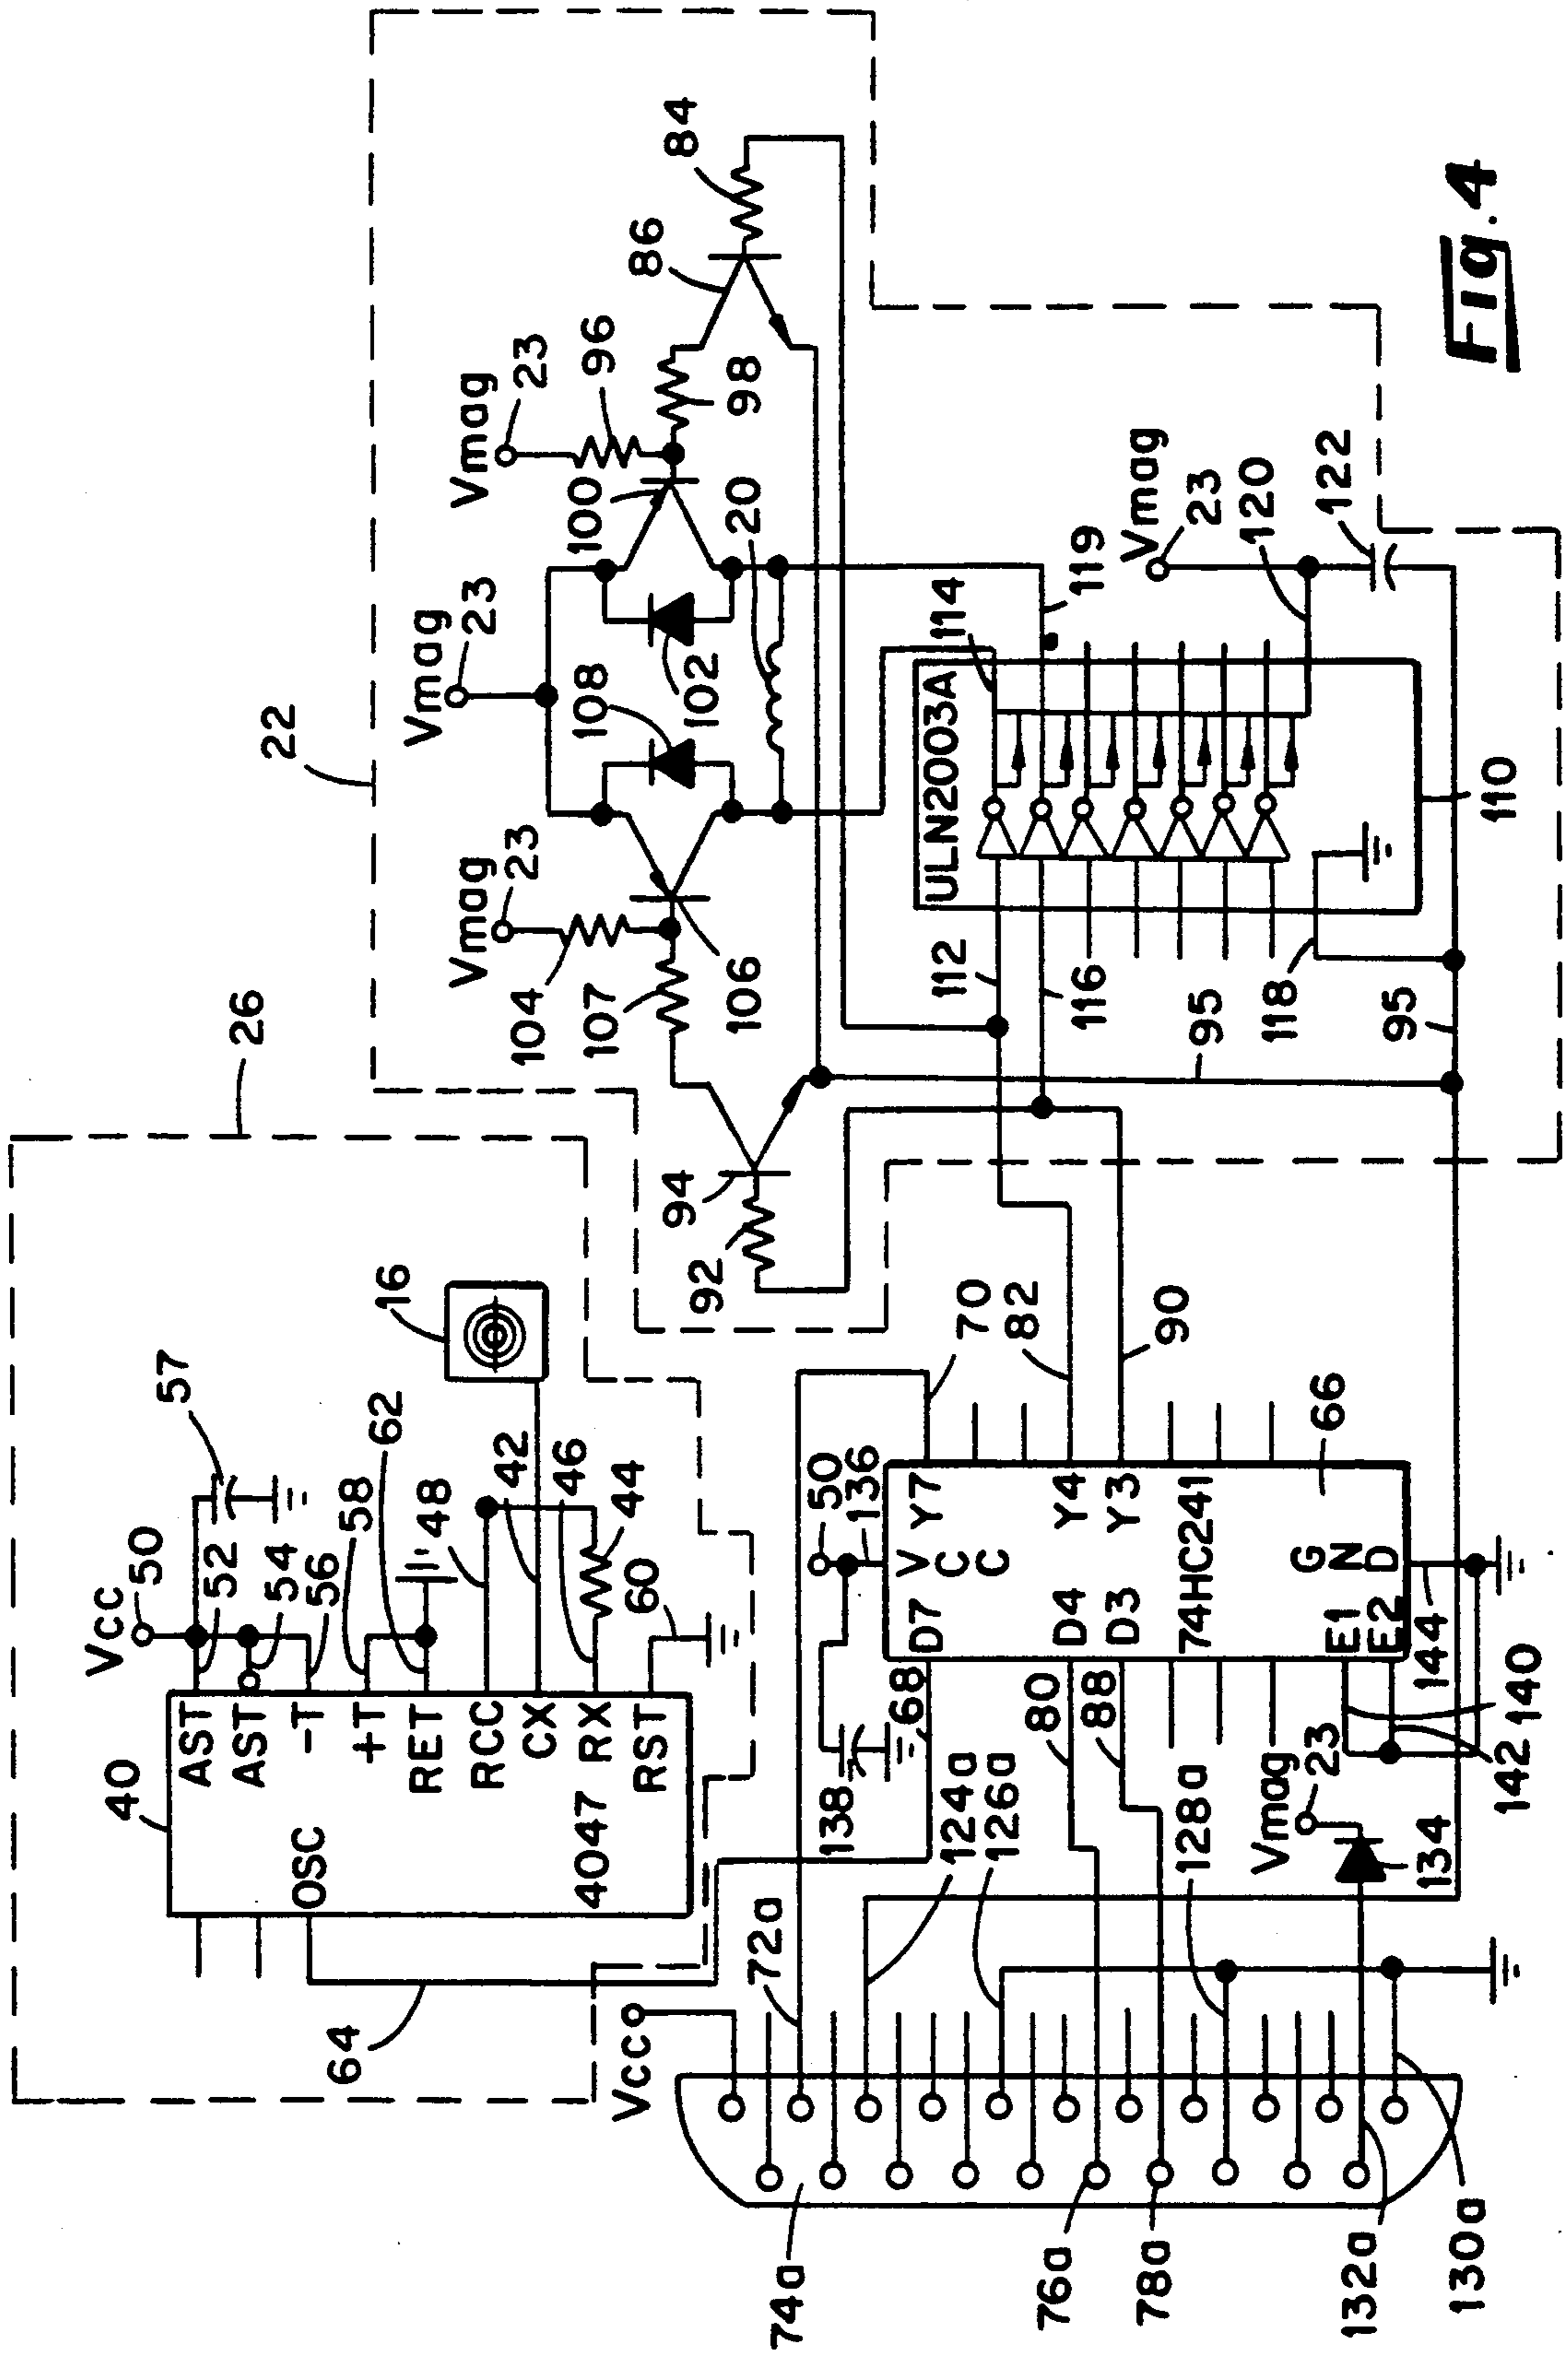 26
22
Vcc
50
57
16
40
AST
52
AST
54
-T
56
+T
58
RET
62
RCC
48
CX
42
RX
46
44
RST
60
OSC
4047
64
Vmag
23
Vmag
23
Vmag
23
104
107
106
108
102
100
96
98
86
84
20
94
92
95
112
116
118
95
ULN2003A
114
119
110
Vmag
23
120
122
Vcc
72a
74a
76a
78a
124a
126a
128a
130a
132a
134
Vmag
23
138
68
80
88
50
136
VCC
D7
Y7
D4
Y4
D3
Y3
74HC241
E1
E2
GND
66
70
82
90
140
142
144
Fig. 4